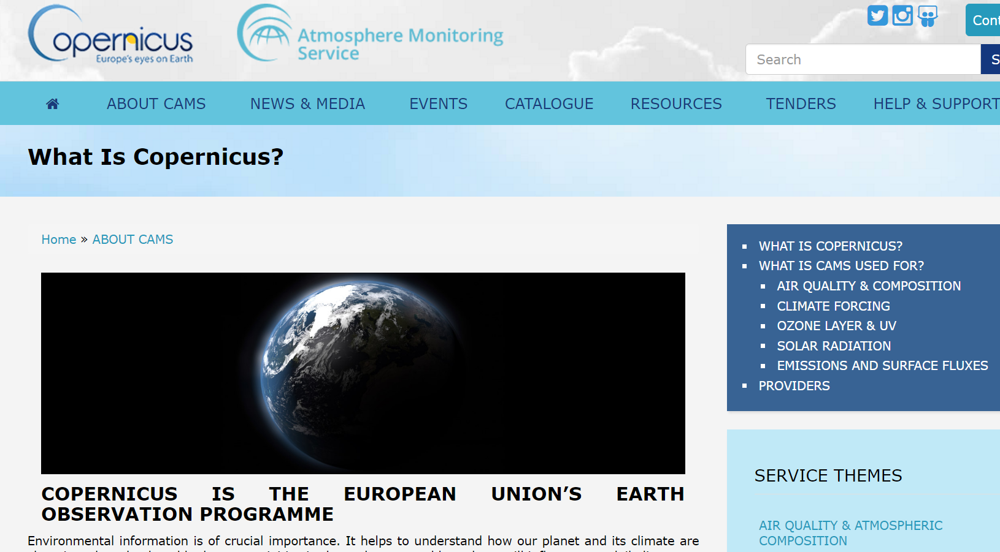 Copernicus
Europe's eyes on Earth
Atmosphere Monitoring
Service
Search
ABOUT CAMS
NEWS & MEDIA
EVENTS
CATALOGUE
RESOURCES
TENDERS
HELP & SUPPORT
What Is Copernicus?
Home » ABOUT CAMS
COPERNICUS IS THE EUROPEAN UNION’S EARTH
OBSERVATION PROGRAMME
Environmental information is of crucial importance. It helps to understand how our planet and its climate are
WHAT IS COPERNICUS?
WHAT IS CAMS USED FOR?
AIR QUALITY & COMPOSITION
CLIMATE FORCING
OZONE LAYER & UV
SOLAR RADIATION
EMISSIONS AND SURFACE FLUXES
PROVIDERS
SERVICE THEMES
AIR QUALITY & ATMOSPHERIC
COMPOSITION